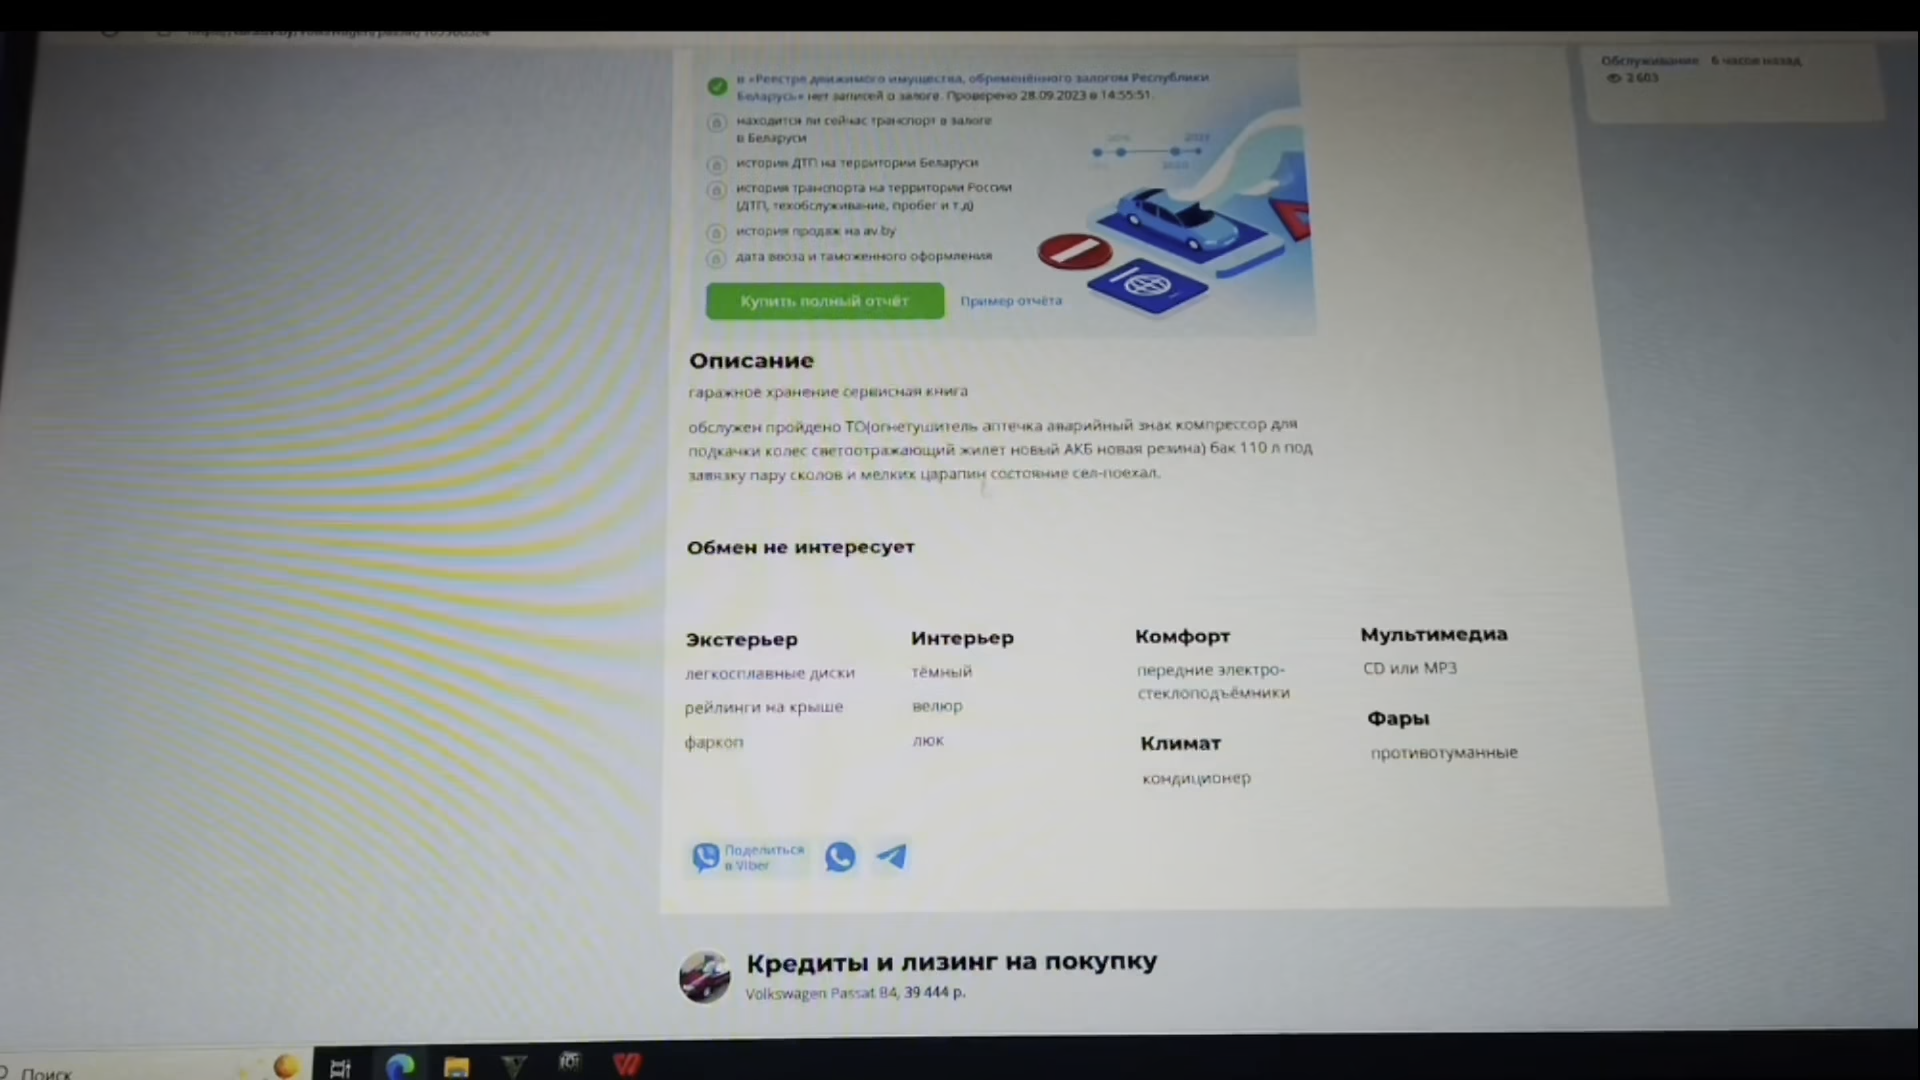 Обслуживание 6 часов назад
2 603
в «Реестре движимого имущества, обременённого залогом Республики
Беларусь» нет записей о залоге. Проверено 28.09.2023 в 14:55:51.
находится ли сейчас транспорт в залоге
в Беларуси
история ДТП на территории Беларуси
история транспорта на территории России
(ДТП, техобслуживание, пробег и т.д)
история продаж на av.by
дата ввоза и таможенного оформления
Купить полный отчёт Пример отчёта
Описание
гаражное хранение сервисная книга
обслужен пройдено ТО(огнетушитель аптечка аварийный знак компрессор для
подкачки колес светоотражающий жилет новый АКБ новая резина) бак 110 л под
завязку пару сколов и мелких царапин состояние сел-поехал.
Обмен не интересует
Экстерьер
легкосплавные диски
рейлинги на крыше
фаркоп
Интерьер
тёмный
велюр
люк
Комфорт
передние электро-
стеклоподъёмники
Климат
кондиционер
Мультимедиа
CD или MP3
Фары
противотуманные
Поделиться
в Viber
Кредиты и лизинг на покупку
Volkswagen Passat B4, 39 444 р.
Поиск